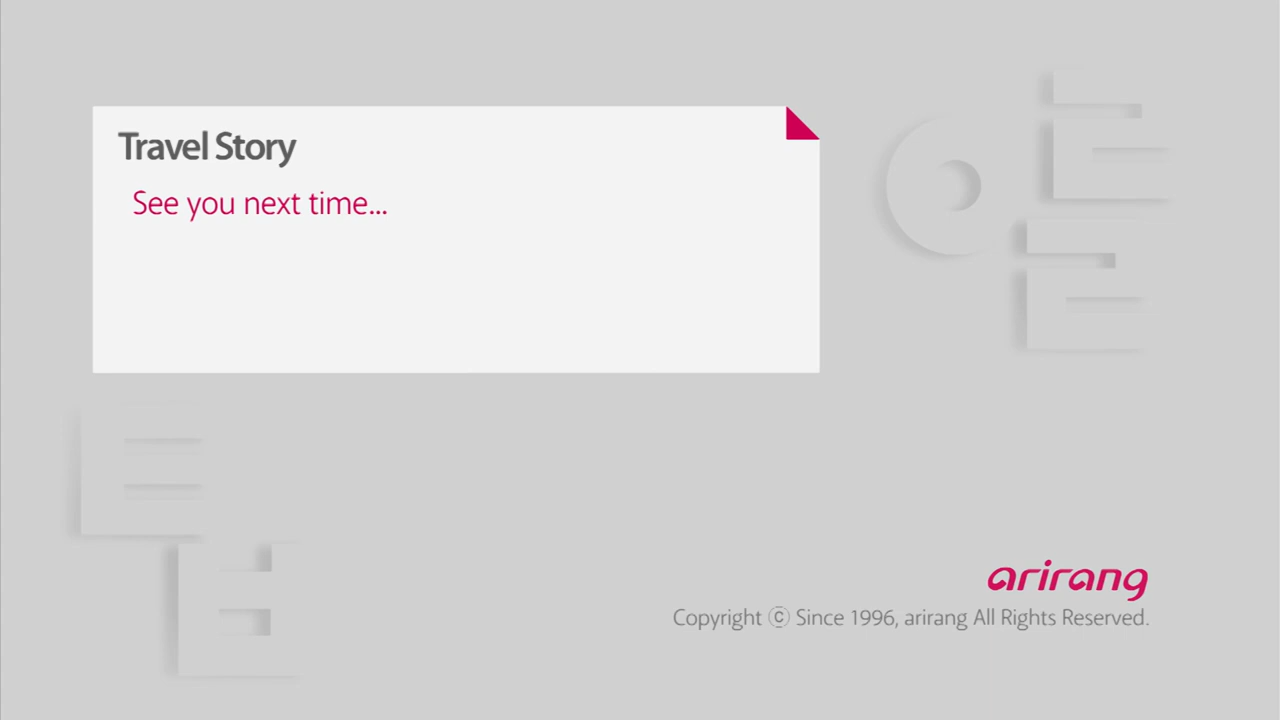 Travel Story
See you next time...
arirang
Copyright ⓒ Since 1996, arirang All Rights Reserved.